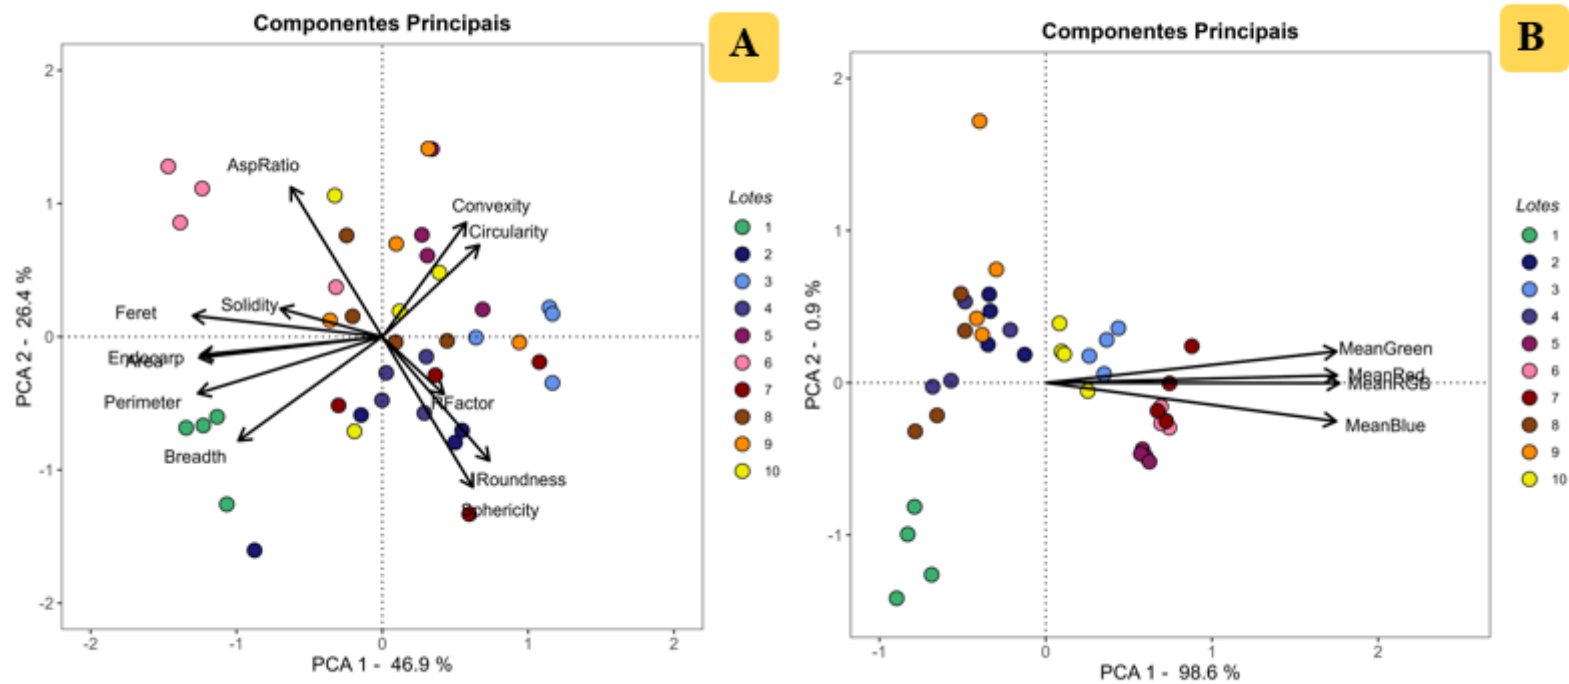 Componentes Principais
A
2
1
0
-1
-2
PCA 2 - 26.4 %
AspRatio
Convexity
Circularity
Solidity
Feret
Endocarp
Area
Perimeter
Breadth
RFactor
Roundness
Sphericity
-2
-1
0
1
2
PCA 1 - 46.9 %
Lotes
1
2
3
4
5
6
7
8
9
10
Componentes Principais
B
2
1
0
-1
PCA 2 - 0.9 %
MeanGreen
MeanRed
MeanRGB
MeanBlue
-1
0
1
2
PCA 1 - 98.6 %
Lotes
1
2
3
4
5
6
7
8
9
10